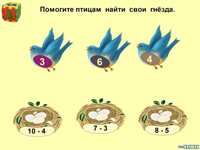 Помогите птицам найти свои гнёзда.
3 6 4
10 - 4 7 - 3 8 - 5